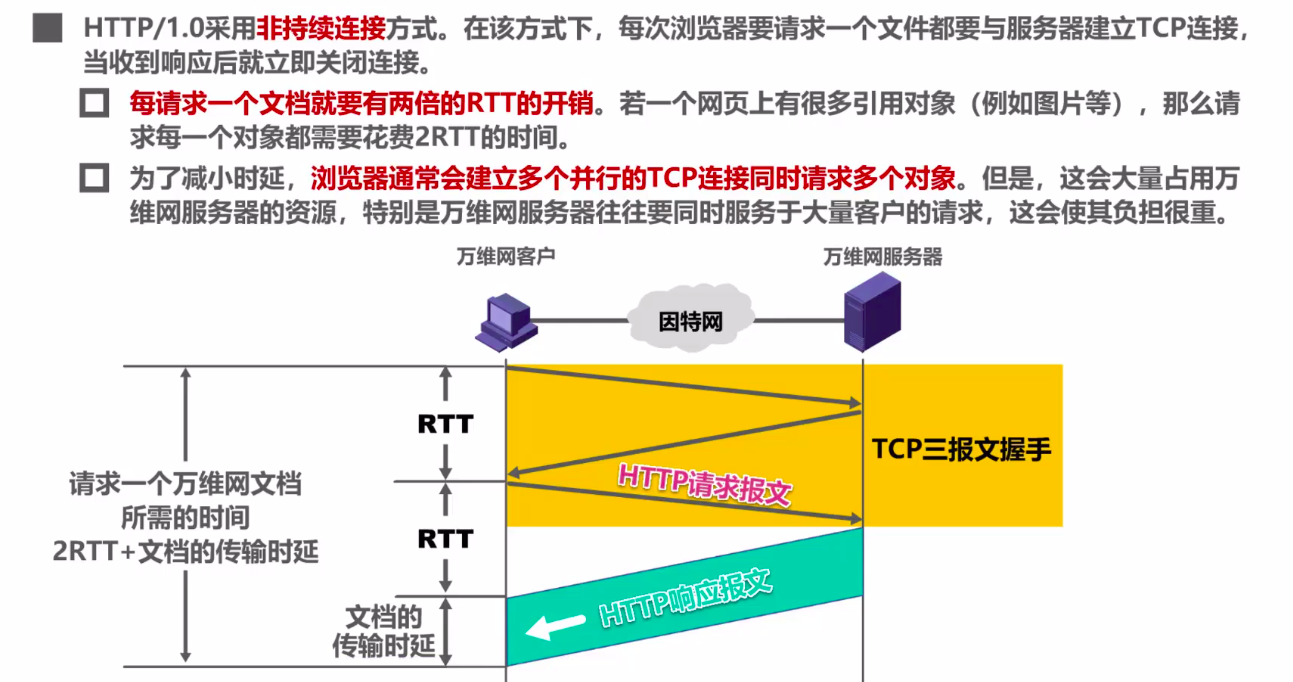 HTTP/1.0采用非持续连接方式。在该方式下，每次浏览器要请求一个文件都要与服务器建立TCP连接，
当收到响应后就立即关闭连接。
每请求一个文档就要有两倍的RTT的开销。若一个网页上有很多引用对象（例如图片等），那么请
求每一个对象都需要花费2RTT的时间。
为了减小时延，浏览器通常会建立多个并行的TCP连接同时请求多个对象。但是，这会大量占用万
维网服务器的资源，特别是万维网服务器往往要同时服务于大量客户的请求，这会使其负担很重。
万维网客户
万维网服务器
因特网
RTT
TCP三报文握手
HTTP请求报文
请求一个万维网文档
所需的时间
2RTT+文档的传输时延
RTT
HTTP响应报文
文档的
传输时延